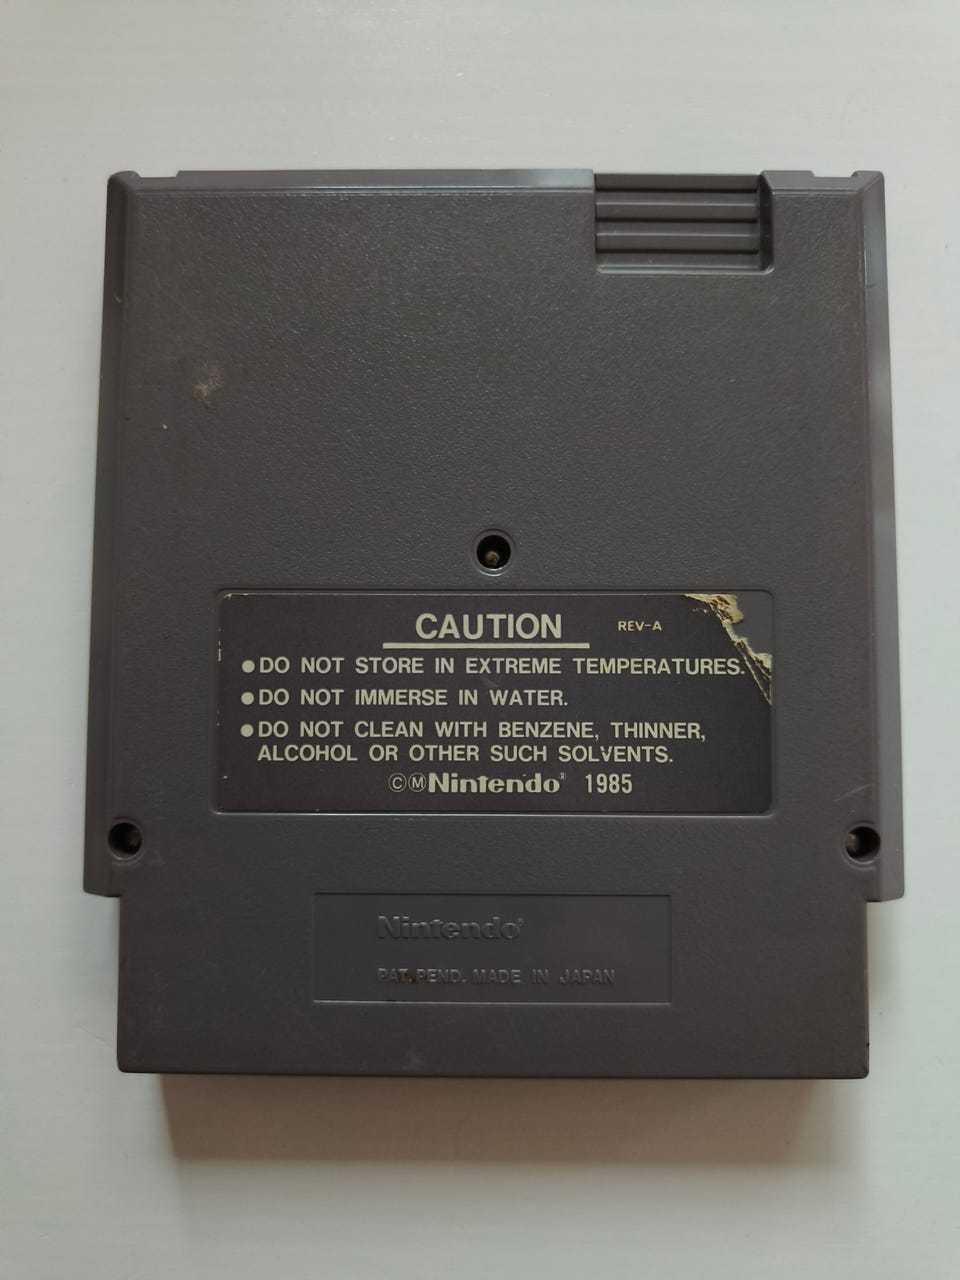 CAUTION REV-A
●DO NOT STORE IN EXTREME TEMPERATURES.
●DO NOT IMMERSE IN WATER.
●DO NOT CLEAN WITH BENZENE, THINNER,
ALCOHOL OR OTHER SUCH SOLVENTS.
ⒸⓂNintendo® 1985
Nintendo®
PAT. PEND. MADE IN JAPAN